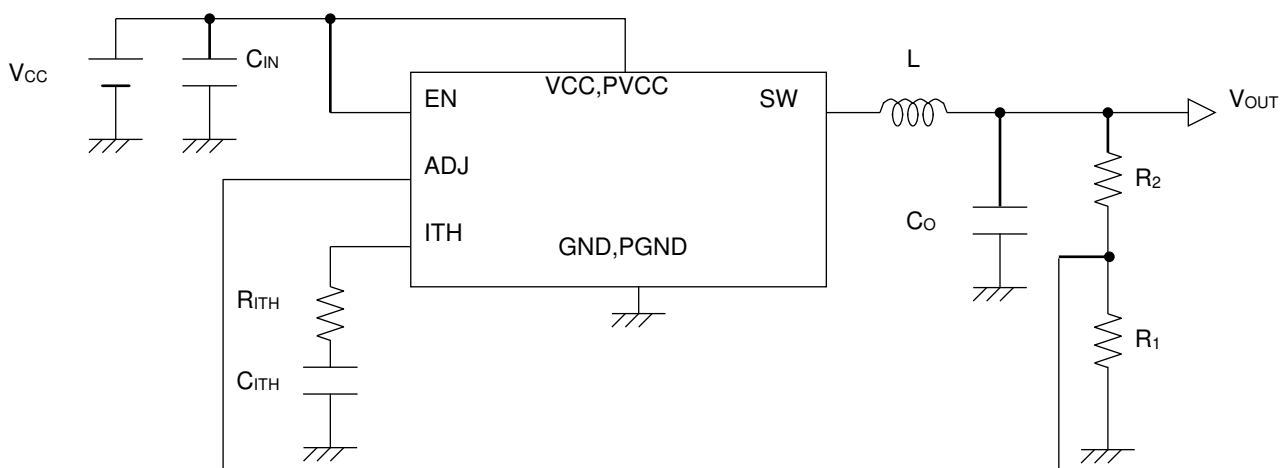 VCC
CIN
VCC,PVCC
L
EN
SW
VOUT
ADJ
R2
ITH
CO
GND,PGND
RITH
R1
CITH